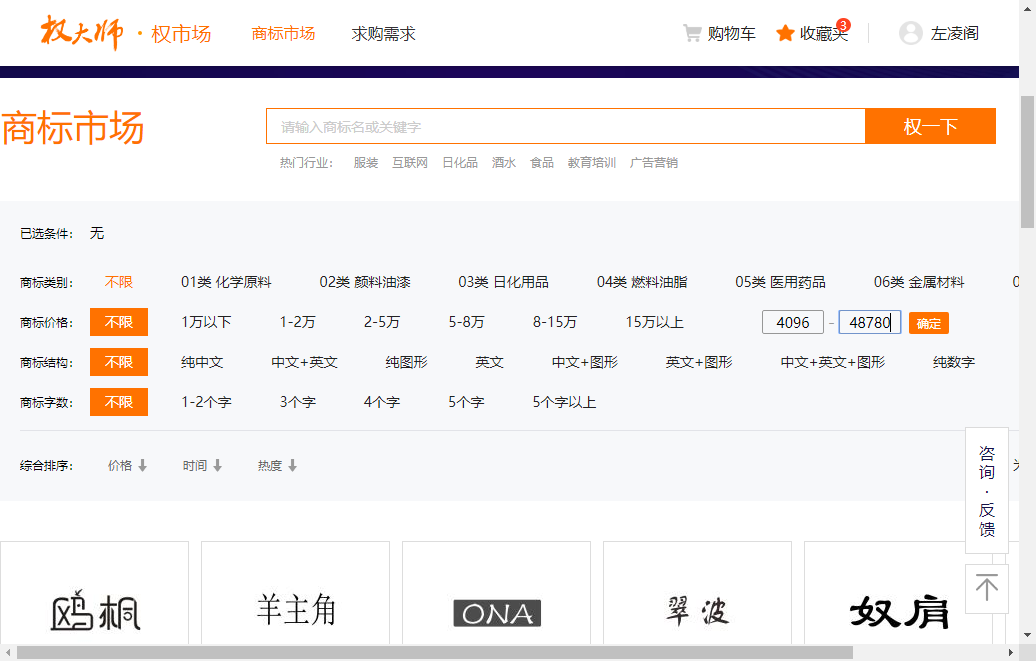 权大师 · 权市场 商标市场 求购需求 购物车 收藏夹 3 左凌阁
商标市场 请输入商标名或关键字 权一下
热门行业： 服装 互联网 日化品 酒水 食品 教育培训 广告营销
已选条件： 无
商标类别： 不限 01类 化学原料 02类 颜料油漆 03类 日化用品 04类 燃料油脂 05类 医用药品 06类 金属材料
商标价格： 不限 1万以下 1-2万 2-5万 5-8万 8-15万 15万以上 4096 - 48780 确定
商标结构： 不限 纯中文 中文+英文 纯图形 英文 中文+图形 英文+图形 中文+英文+图形 纯数字
商标字数： 不限 1-2个字 3个字 4个字 5个字 5个字以上
综合排序： 价格 时间 热度
咨询·反馈
鸥桐 羊主角 ONA 翠波 奴肩